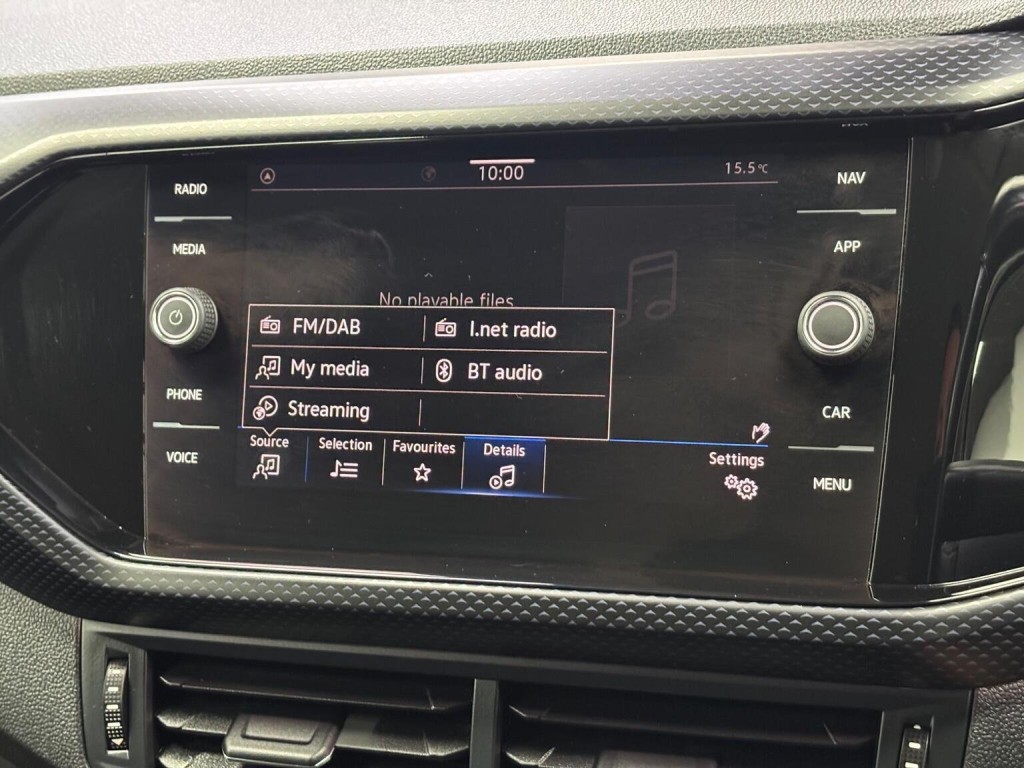 10:00
15.5°C
RADIO
MEDIA
PHONE
VOICE
NAV
APP
CAR
MENU
No playable files
FM/DAB
I.net radio
My media
BT audio
Streaming
Source
Selection
Favourites
Details
Settings